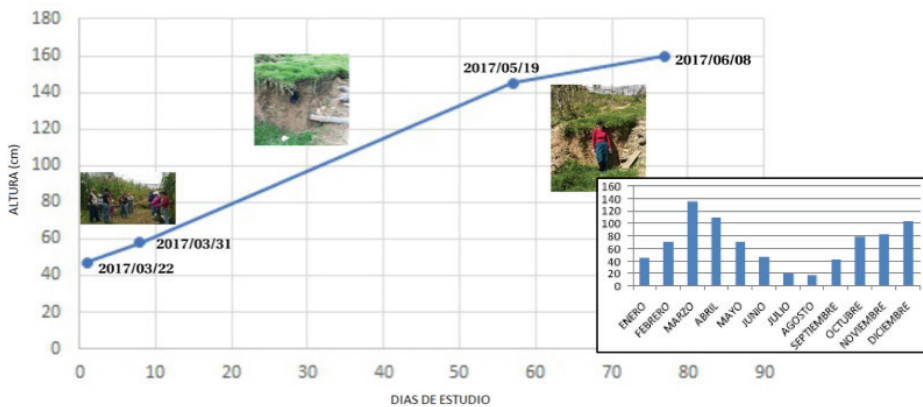 180
160
140
120
100
80
60
40
20
0
ALTURA (cm)
2017/03/22
2017/03/31
2017/05/19
2017/06/08
0 10 20 30 40 50 60 70 80 90
DIAS DE ESTUDIO
160
140
120
100
80
60
40
20
0
ENERO
FEBRERO
MARZO
ABRIL
MAYO
JUNIO
JULIO
AGOSTO
SEPTIEMBRE
OCTUBRE
NOVIEMBRE
DICIEMBRE